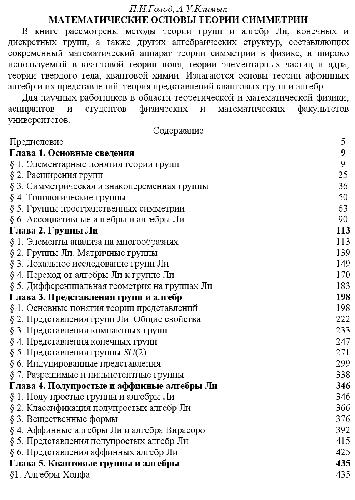 П.И.Голод, А.У.Климык
МАТЕМАТИЧЕСКИЕ ОСНОВЫ ТЕОРИИ СИММЕТРИИ
В книге рассмотрены методы теории групп и алгебр Ли, конечных и
дискретных групп, а также других алгебраических структур, составляющих
современный математический аппарат теории симметрии в физике, и широко
используемой в квантовой теории поля, теории элементарных частиц и ядра,
теории твердого тела, квантовой химии. Излагаются основы теории аффинных
алгебр и их представлений, теория представлений квантовых групп и алгебр.
Для научных работников в области теоретической и математической физики,
аспирантов и студентов физических и математических факультетов
университетов.
Содержание
Предисловие 5
Глава 1. Основные сведения 9
§ 1. Элементарные понятия теории групп 9
§ 2. Расширения групп 25
§ 3. Симметрическая и знакопеременная группы 36
§ 4. Топологические группы 50
§ 5. Группы пространственных симметрий 63
§ 6. Ассоциативные алгебры и алгебры Ли 90
Глава 2. Группы Ли 113
§ 1. Элементы анализа на многообразиях 113
§ 2. Группы Ли. Матричные группы 139
§ 3. Локальное исследование групп Ли 149
§ 4. Переход от алгебры Ли к группе Ли 170
§ 5. Дифференциальная геометрия на группах Ли 183
Глава 3. Представления групп и алгебр 198
§ 1. Основные понятия теории представлений 198
§ 2. Представления групп Ли. Общие свойства 222
§ 3. Представления компактных групп 233
§ 4. Представления конечных групп 247
§ 5. Представления группы SU(2) 271
§ 6. Индуцированные представления 299
§ 7. Разрешимые и нильпотентные группы 338
Глава 4. Полупростые и аффинные алгебры Ли 346
§ 1. Полупростые группы и алгебры Ли 346
§ 2. Классификация полупростых алгебр Ли 366
§ 3. Вещественные формы 376
§ 4. Аффинные алгебры Ли и алгебра Вирасоро 392
§ 5. Представления полупростых алгебр Ли 415
§ 6. Представления аффинных алгебр Ли 425
Глава 5. Квантовые группы и алгебры 435
§1. Алгебры Хопфа 435